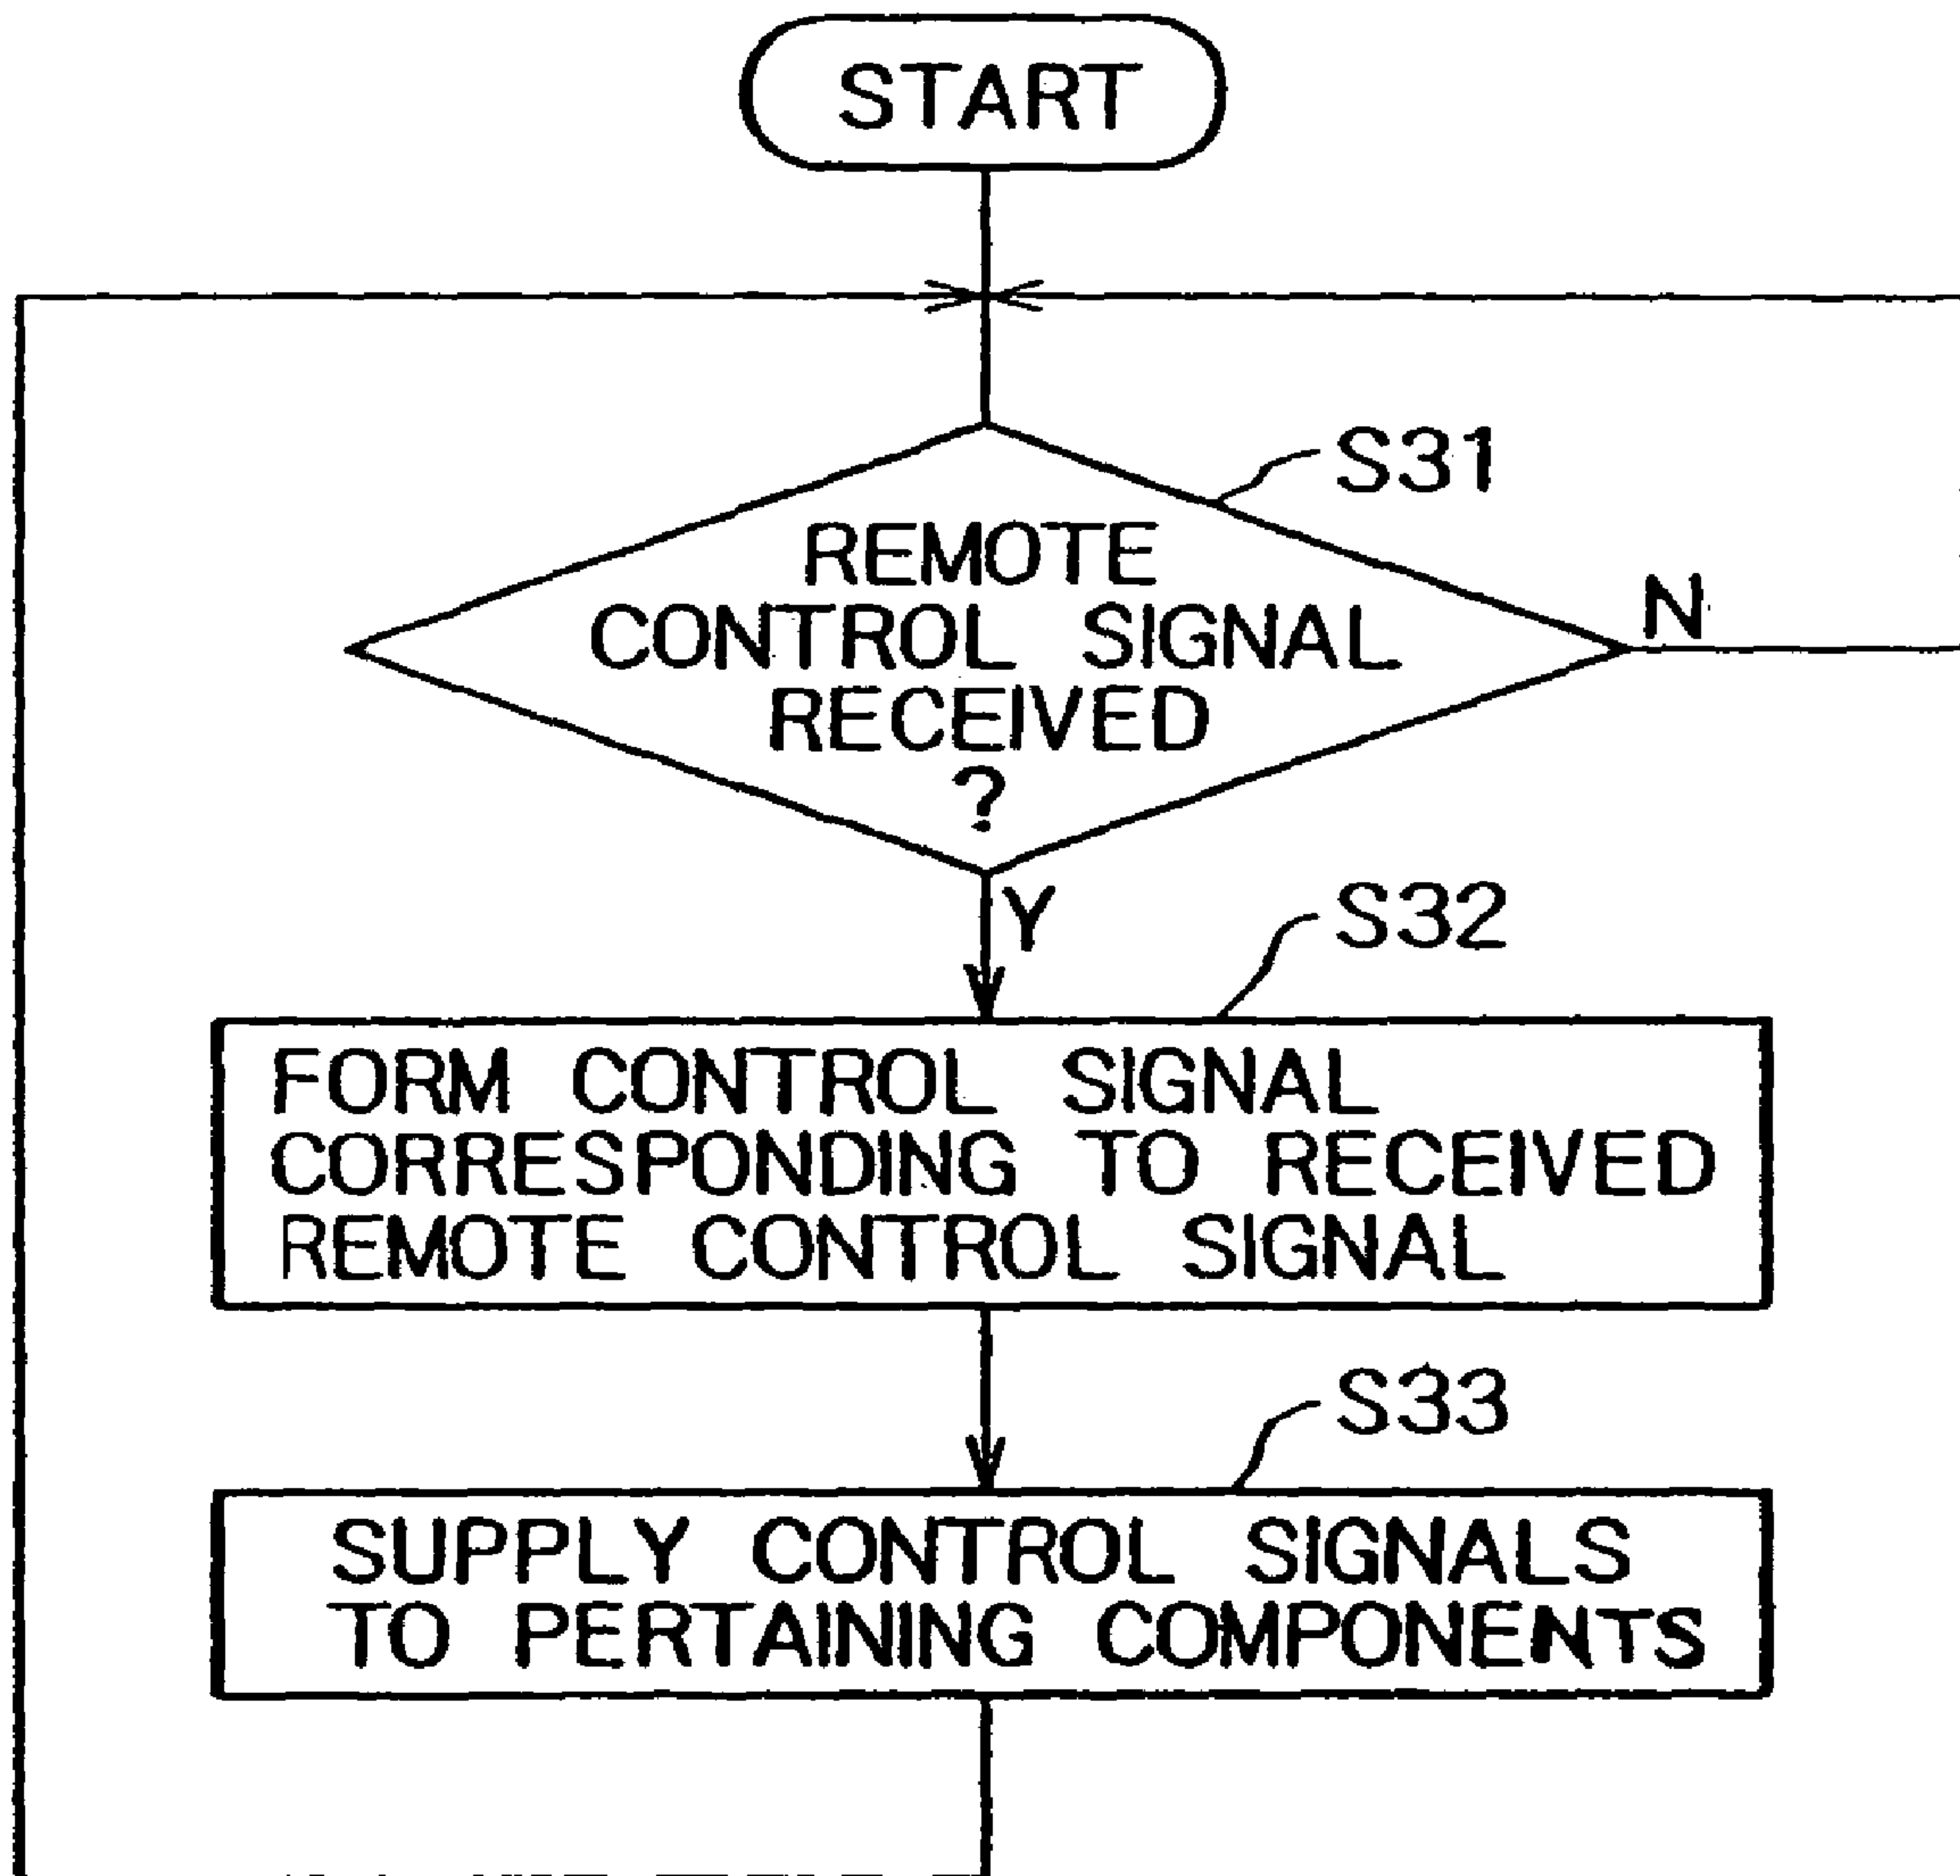 START
S31
REMOTE
CONTROL SIGNAL
RECEIVED
?
N
Y
S32
FORM CONTROL SIGNAL
CORRESPONDING TO RECEIVED
REMOTE CONTROL SIGNAL
S33
SUPPLY CONTROL SIGNALS
TO PERTAINING COMPONENTS